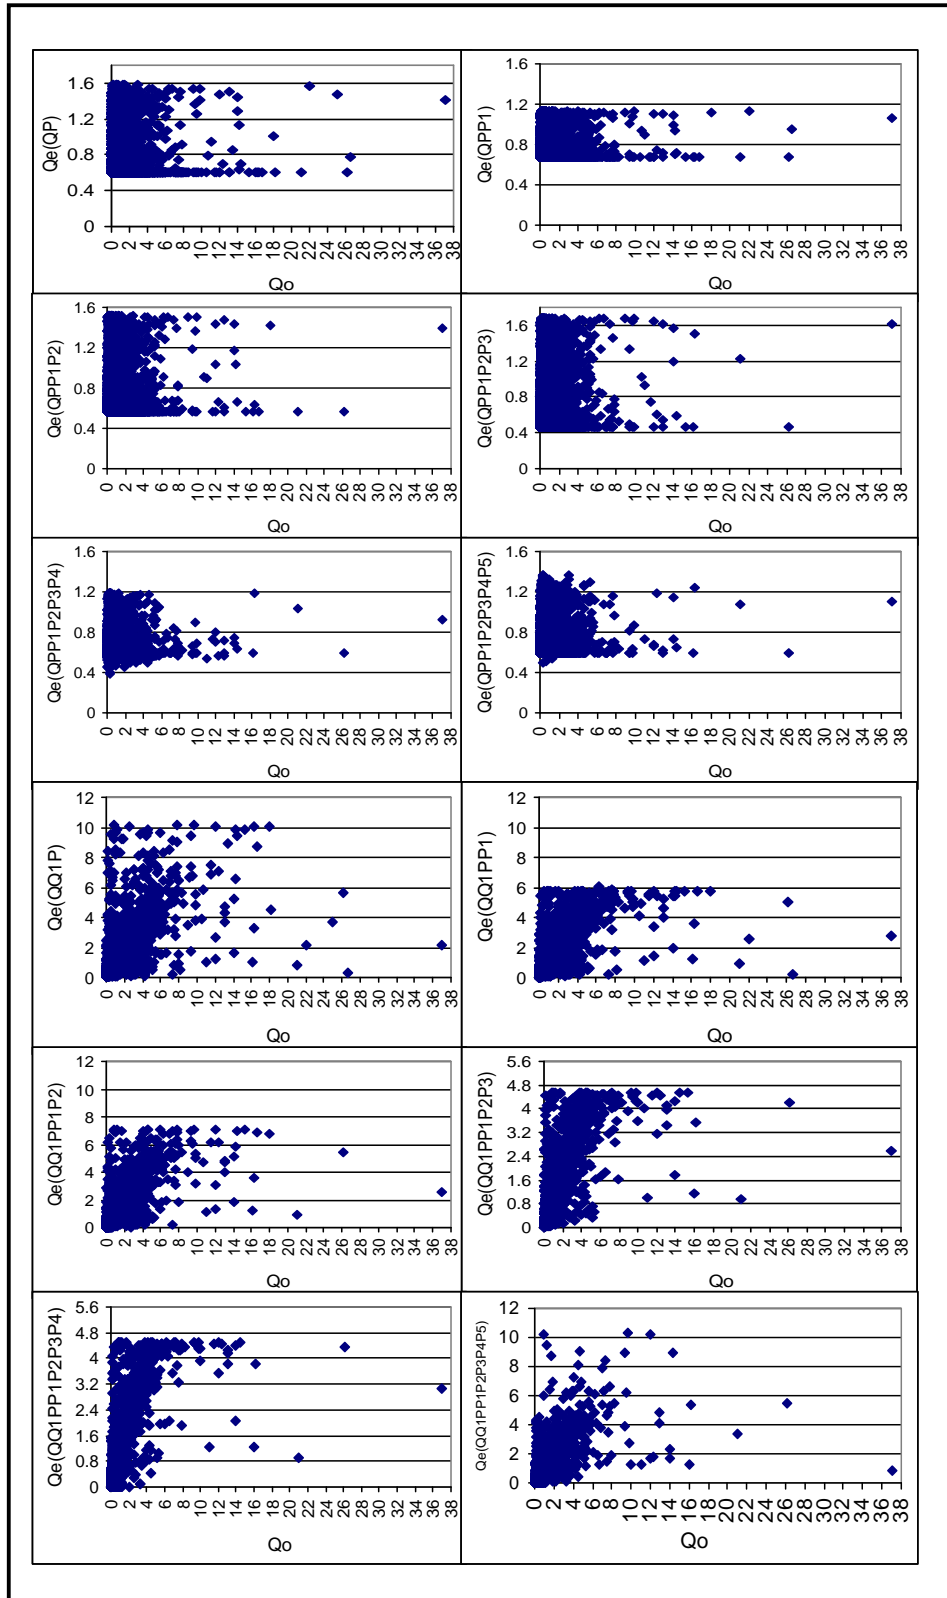 Qe(QP)
1.6
1.2
0.8
0.4
0
0 2 4 6 8 10 12 14 16 18 20 22 24 26 28 30 32 34 36 38
Qo
Qe(QPP1)
1.6
1.2
0.8
0.4
0
0 2 4 6 8 10 12 14 16 18 20 22 24 26 28 30 32 34 36 38
Qo
Qe(QPP1P2)
1.6
1.2
0.8
0.4
0
0 2 4 6 8 10 12 14 16 18 20 22 24 26 28 30 32 34 36 38
Qo
Qe(QPP1P2P3)
1.6
1.2
0.8
0.4
0
0 2 4 6 8 10 12 14 16 18 20 22 24 26 28 30 32 34 36 38
Qo
Qe(QPP1P2P3P4)
1.6
1.2
0.8
0.4
0
0 2 4 6 8 10 12 14 16 18 20 22 24 26 28 30 32 34 36 38
Qo
Qe(QPP1P2P3P4P5)
1.6
1.2
0.8
0.4
0
0 2 4 6 8 10 12 14 16 18 20 22 24 26 28 30 32 34 36 38
Qo
Qe(QQ1P)
12
10
8
6
4
2
0
0 2 4 6 8 10 12 14 16 18 20 22 24 26 28 30 32 34 36 38
Qo
Qe(QQ1PP1)
12
10
8
6
4
2
0
0 2 4 6 8 10 12 14 16 18 20 22 24 26 28 30 32 34 36 38
Qo
Qe(QQ1PP1P2)
12
10
8
6
4
2
0
0 2 4 6 8 10 12 14 16 18 20 22 24 26 28 30 32 34 36 38
Qo
Qe(QQ1PP1P2P3)
5.6
4.8
4
3.2
2.4
1.6
0.8
0
0 2 4 6 8 10 12 14 16 18 20 22 24 26 28 30 32 34 36 38
Qo
Qe(QQ1PP1P2P3P4)
5.6
4.8
4
3.2
2.4
1.6
0.8
0
0 2 4 6 8 10 12 14 16 18 20 22 24 26 28 30 32 34 36 38
Qo
Qe(QQ1PP1P2P3P4P5)
12
10
8
6
4
2
0
0 2 4 6 8 10 12 14 16 18 20 22 24 26 28 30 32 34 36 38
Qo